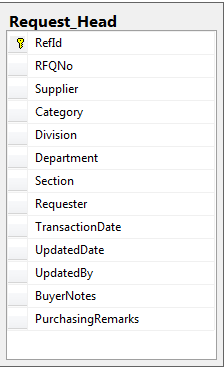 Request_Head
RefId
RFQNo
Supplier
Category
Division
Department
Section
Requester
TransactionDate
UpdatedDate
UpdatedBy
BuyerNotes
PurchasingRemarks